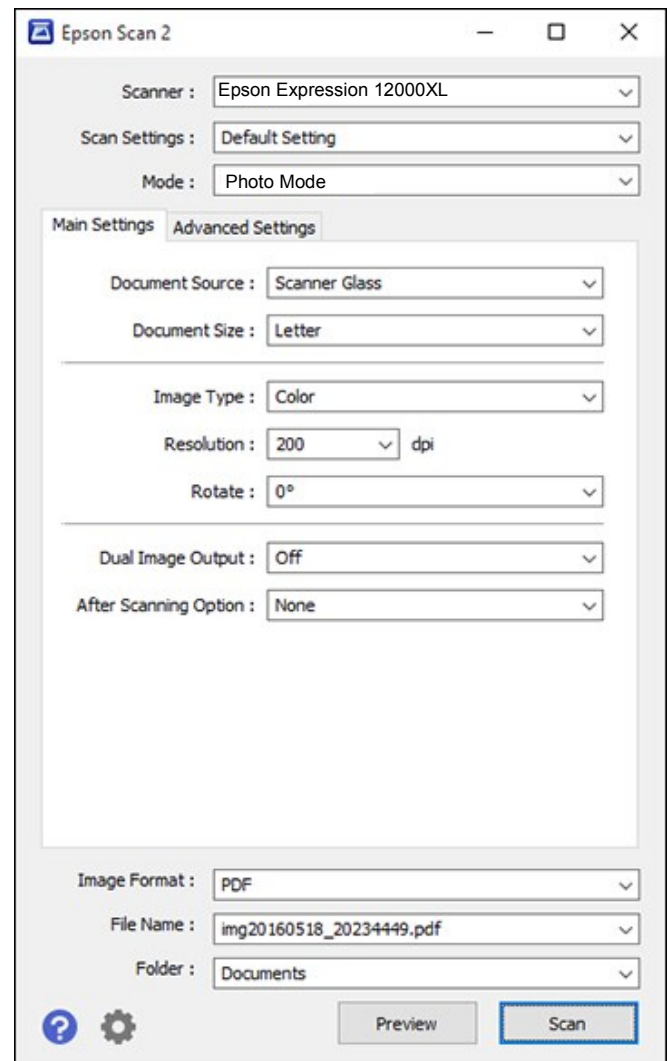 Epson Scan 2
Scanner : Epson Expression 12000XL
Scan Settings : Default Setting
Mode : Photo Mode
Main Settings Advanced Settings
Document Source : Scanner Glass
Document Size : Letter
Image Type : Color
Resolution : 200 dpi
Rotate : 0°
Dual Image Output : Off
After Scanning Option : None
Image Format : PDF
File Name : img20160518_20234449.pdf
Folder : Documents
? Preview Scan